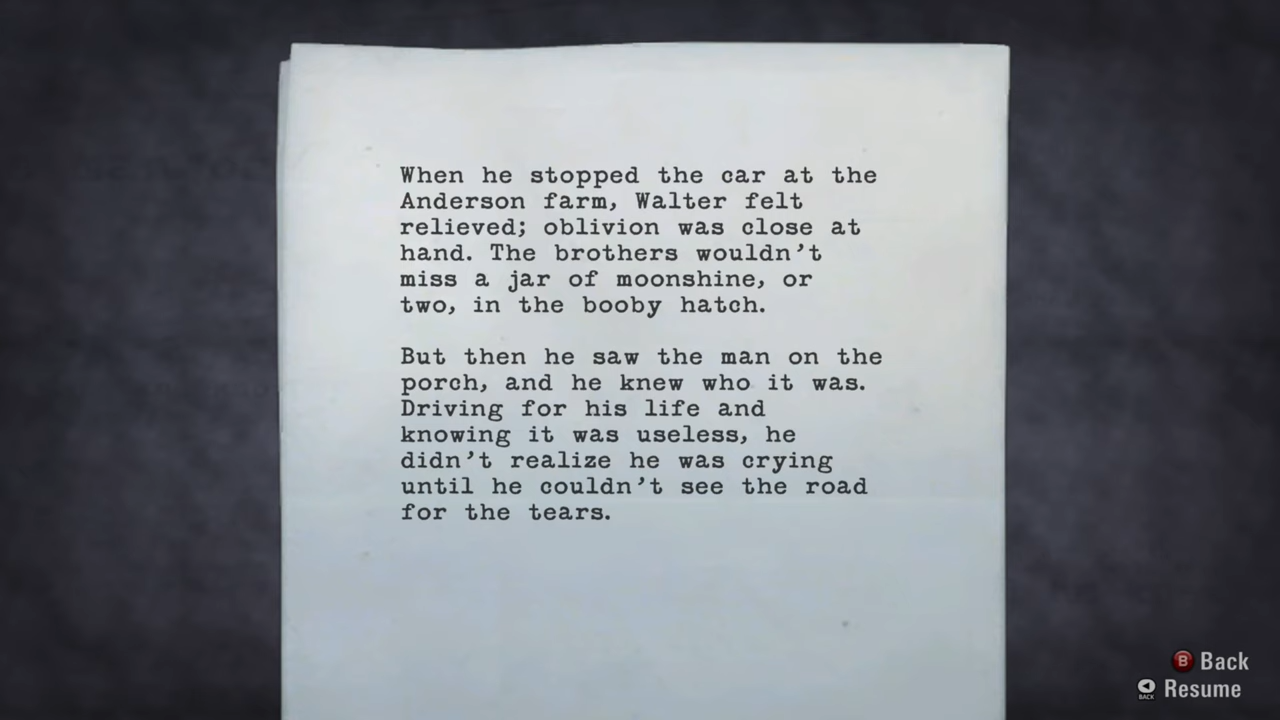 When he stopped the car at the
Anderson farm, Walter felt
relieved; oblivion was close at
hand. The brothers wouldn't
miss a jar of moonshine, or
two, in the booby hatch.
But then he saw the man on the
porch, and he knew who it was.
Driving for his life and
knowing it was useless, he
didn't realize he was crying
until he couldn't see the road
for the tears.
B Back
BACK Resume